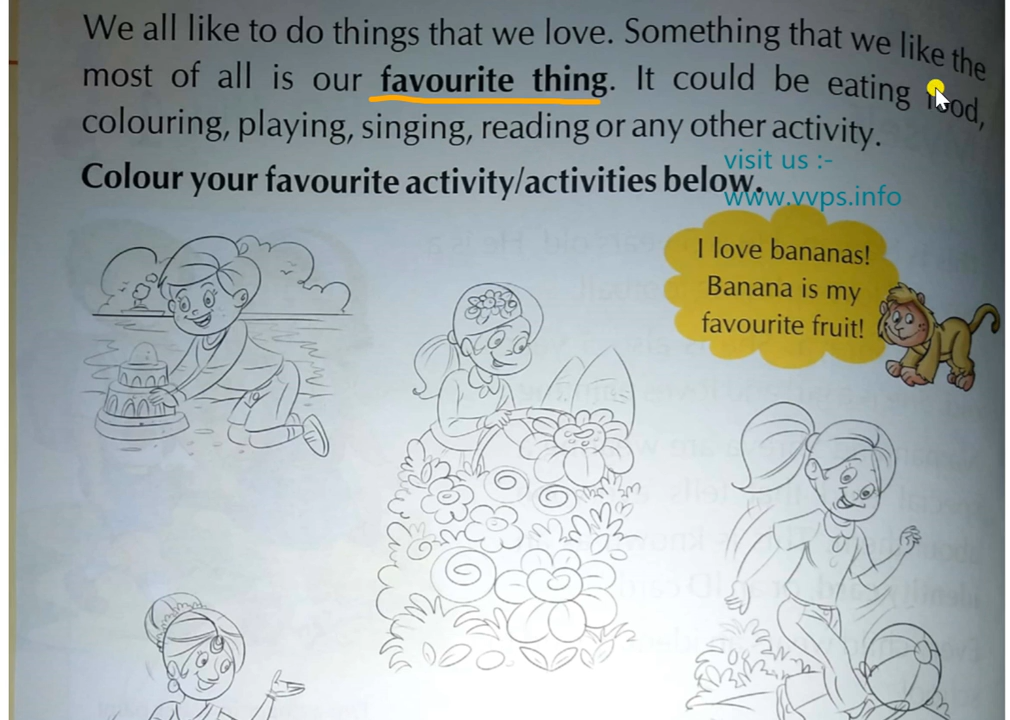 We all like to do things that we love. Something that we like the
most of all is our favourite thing. It could be eating food,
colouring, playing, singing, reading or any other activity.
visit us :-
Colour your favourite activity/activities below.
www.vvps.info
I love bananas!
Banana is my
favourite fruit!